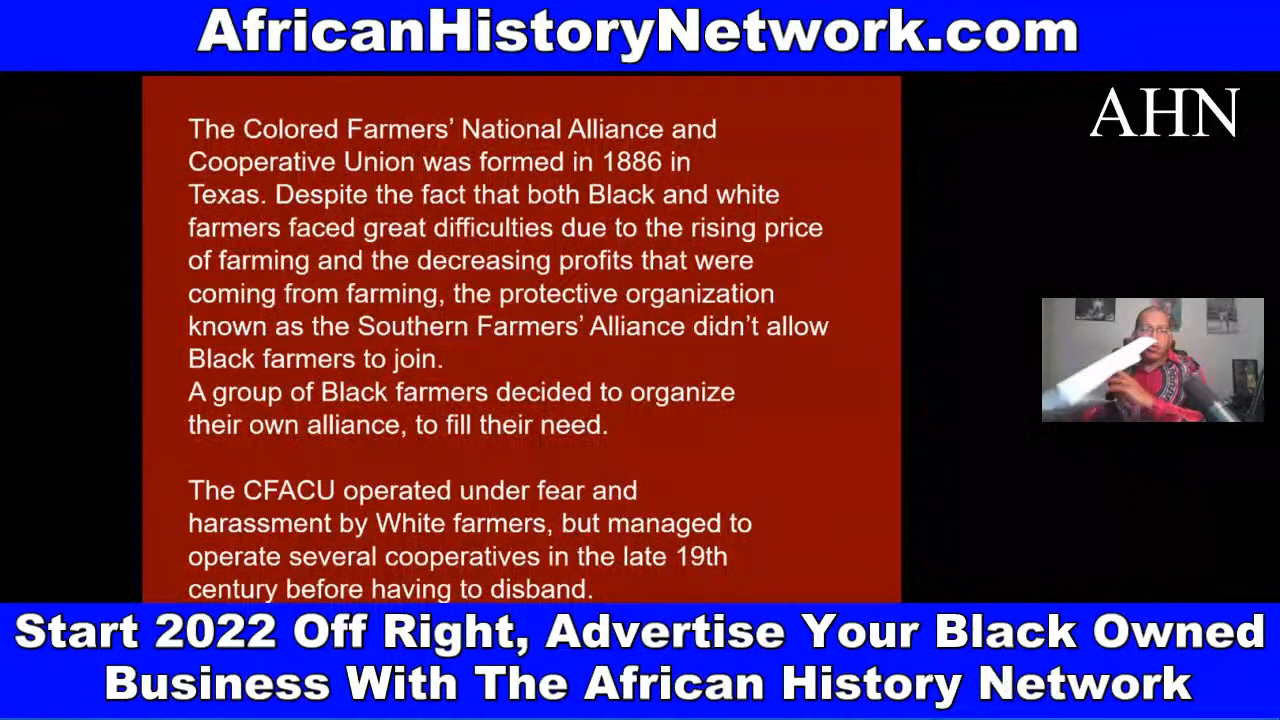 AfricanHistoryNetwork.com
AHN
The Colored Farmers’ National Alliance and
Cooperative Union was formed in 1886 in
Texas. Despite the fact that both Black and white
farmers faced great difficulties due to the rising price
of farming and the decreasing profits that were
coming from farming, the protective organization
known as the Southern Farmers’ Alliance didn’t allow
Black farmers to join.
A group of Black farmers decided to organize
their own alliance, to fill their need.
The CFACU operated under fear and
harassment by White farmers, but managed to
operate several cooperatives in the late 19th
century before having to disband.
Start 2022 Off Right, Advertise Your Black Owned
Business With The African History Network